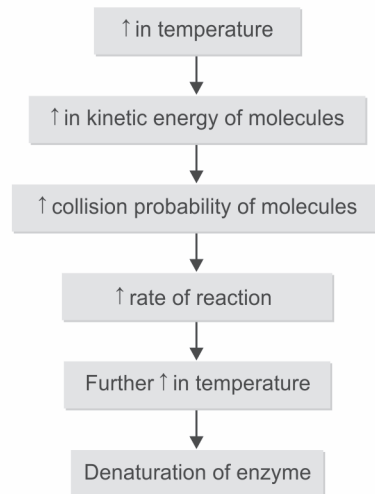 ↑ in temperature
↑ in kinetic energy of molecules
↑ collision probability of molecules
↑ rate of reaction
Further ↑ in temperature
Denaturation of enzyme